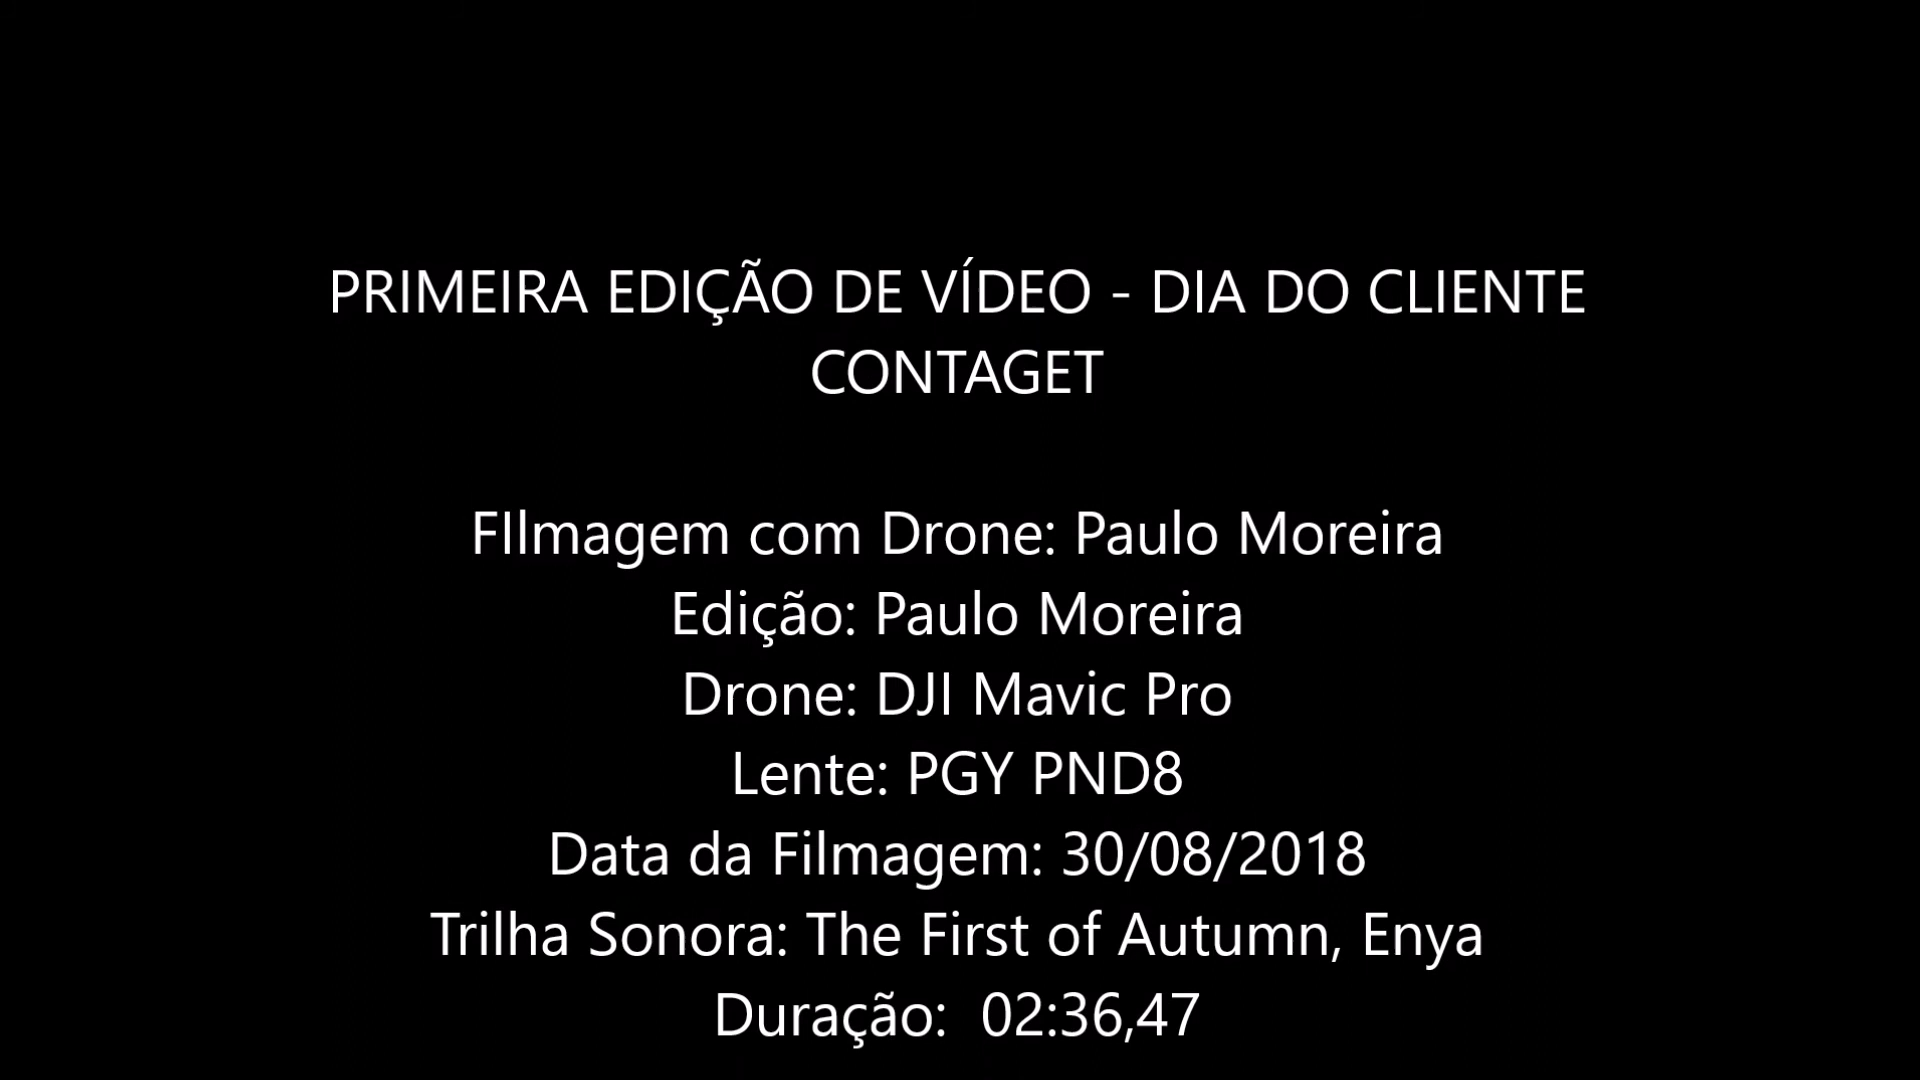 PRIMEIRA EDIÇÃO DE VÍDEO - DIA DO CLIENTE
CONTAGET
FIlmagem com Drone: Paulo Moreira
Edição: Paulo Moreira
Drone: DJI Mavic Pro
Lente: PGY PND8
Data da Filmagem: 30/08/2018
Trilha Sonora: The First of Autumn, Enya
Duração:  02:36,47